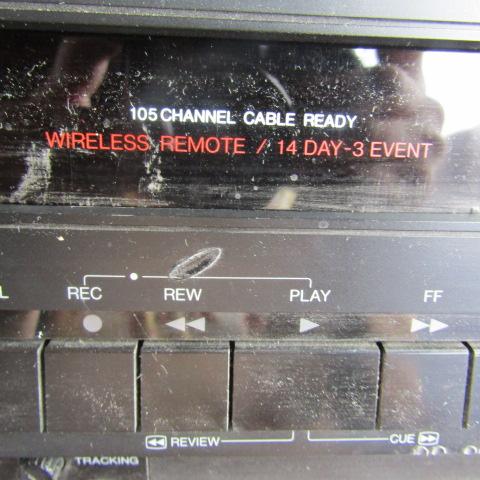 105 CHANNEL CABLE READY
WIRELESS REMOTE / 14 DAY-3 EVENT
REC REW PLAY FF
REVIEW CUE
TRACKING